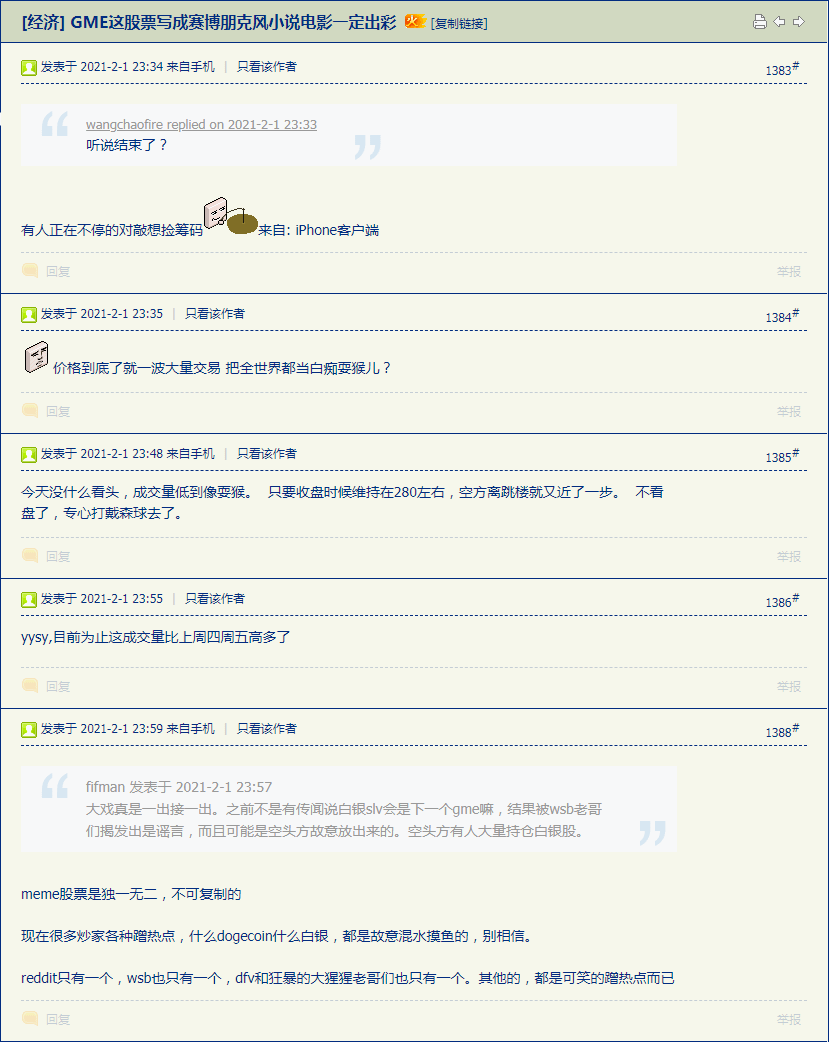 [经济] GME这股票写成赛博朋克风小说电影一定出彩 火 [复制链接]
发表于 2021-2-1 23:34 来自手机 | 只看该作者 1383#
wangchaofire replied on 2021-2-1 23:33
听说结束了？
有人正在不停的对敲想捡筹码来自: iPhone客户端
回复 举报
发表于 2021-2-1 23:35 | 只看该作者 1384#
价格到底了就一波大量交易 把全世界都当白痴耍猴儿？
回复 举报
发表于 2021-2-1 23:48 来自手机 | 只看该作者 1385#
今天没什么看头，成交量低到像耍猴。 只要收盘时候维持在280左右，空方离跳楼就又近了一步。 不看
盘了，专心打戴森球去了。
回复 举报
发表于 2021-2-1 23:55 | 只看该作者 1386#
yysy,目前为止这成交量比上周四周五高多了
回复 举报
发表于 2021-2-1 23:59 来自手机 | 只看该作者 1388#
fifman 发表于 2021-2-1 23:57
大戏真是一出接一出。之前不是有传闻说白银slv会是下一个gme嘛，结果被wsb老哥
们揭发出是谣言，而且可能是空头方故意放出来的。空头方有人大量持仓白银股。
meme股票是独一无二，不可复制的
现在很多炒家各种蹭热点，什么dogecoin什么白银，都是故意混水摸鱼的，别相信。
reddit只有一个，wsb也只有一个，dfv和狂暴的大猩猩老哥们也只有一个。其他的，都是可笑的蹭热点而已
回复 举报